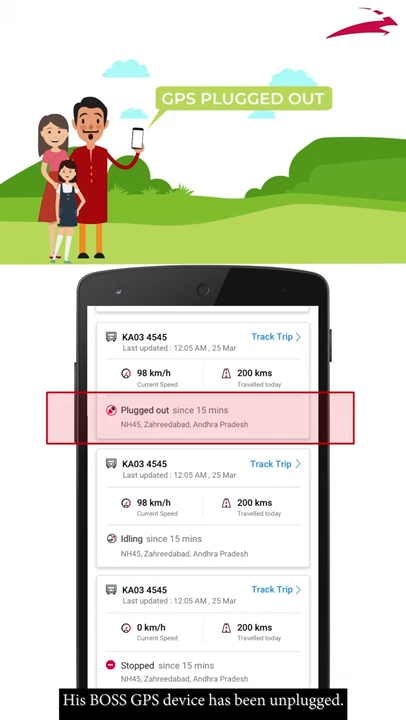 GPS PLUGGED OUT
KA03 4545
Track Trip
Last updated : 12:05 AM , 25 Mar
98 km/h
200 kms
Current Speed
Travelled today
Plugged out since 15 mins
NH45, Zahreedabad, Andhra Pradesh
KA03 4545
Track Trip
Last updated : 12:05 AM , 25 Mar
98 km/h
200 kms
Current Speed
Travelled today
Idling since 15 mins
NH45, Zahreedabad, Andhra Pradesh
KA03 4545
Track Trip
Last updated : 12:05 AM , 25 Mar
0 km/h
200 kms
Current Speed
Travelled today
Stopped since 15 mins
NH45, Zahreedabad, Andhra Pradesh
His BOSS GPS device has been unplugged.